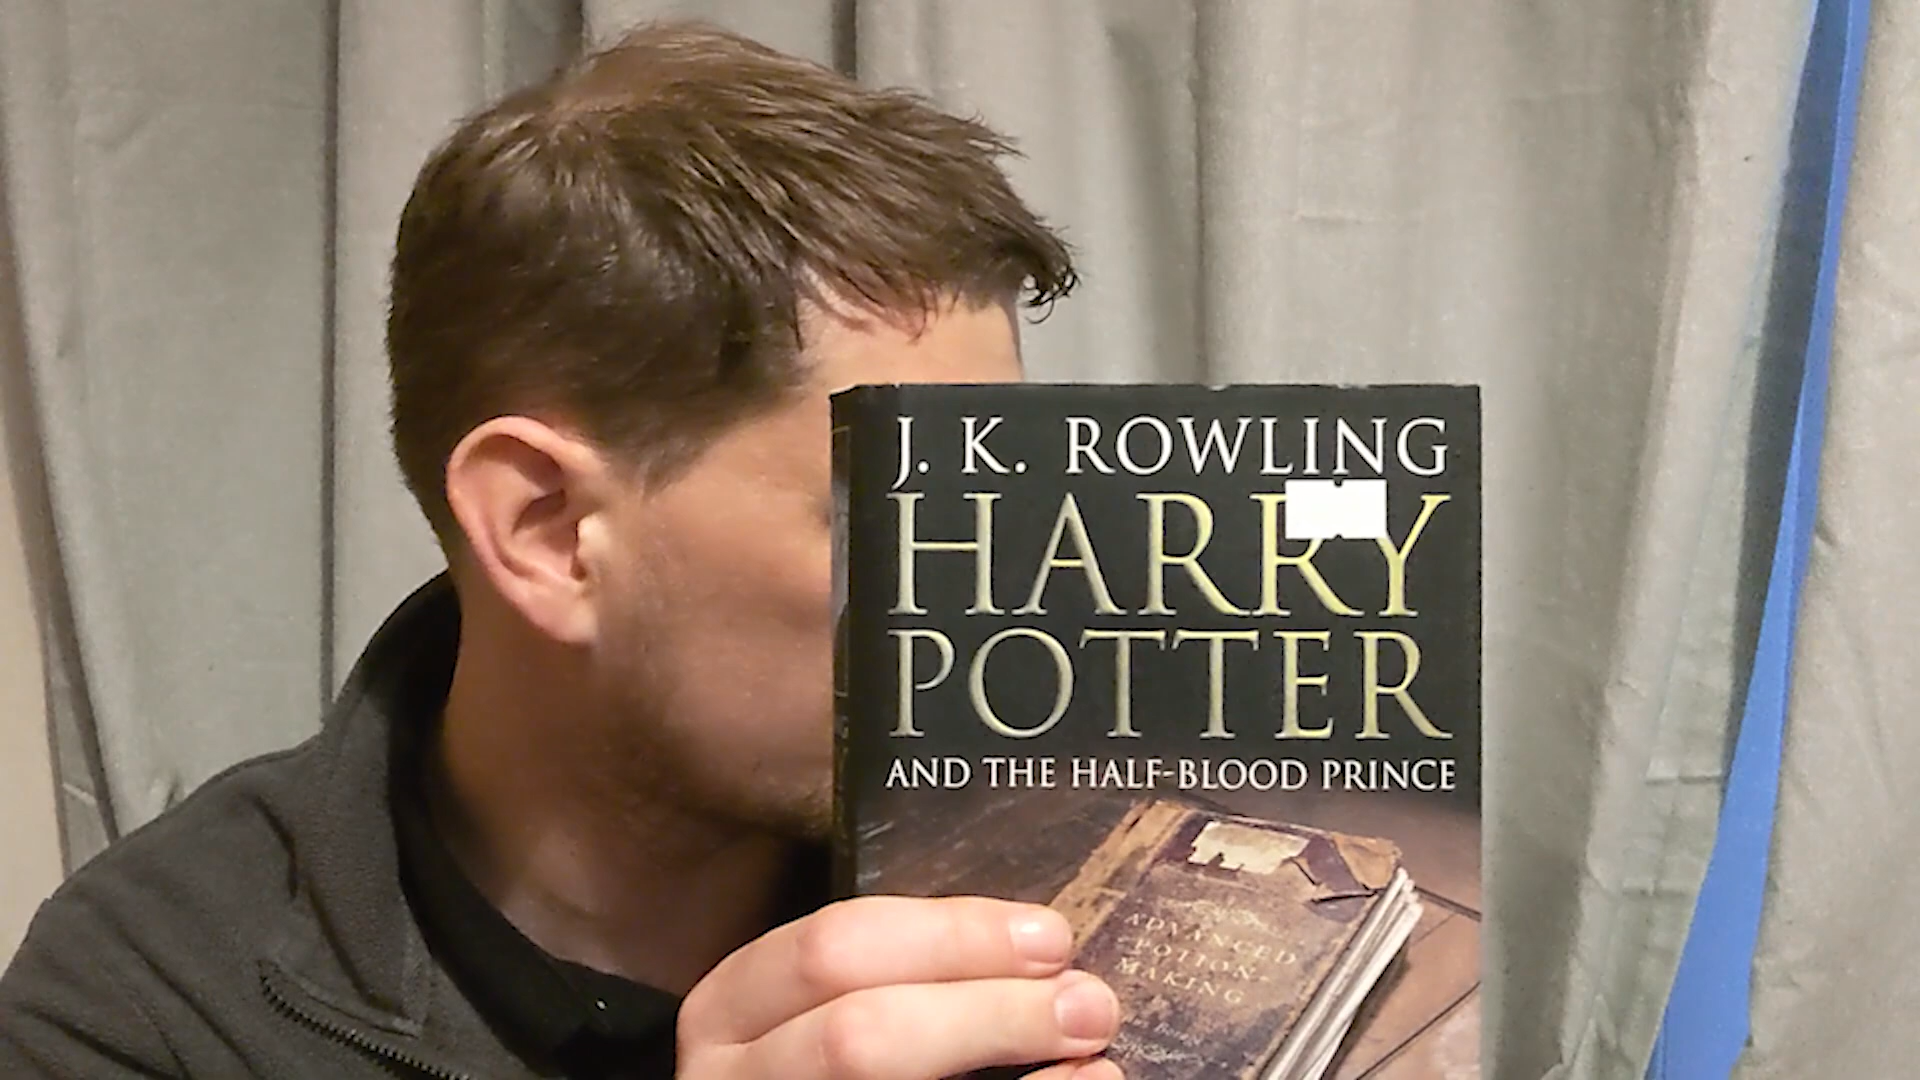 J. K. ROWLING
HARRY
POTTER
AND THE HALF-BLOOD PRINCE
ADVANCED
POTION-
MAKING